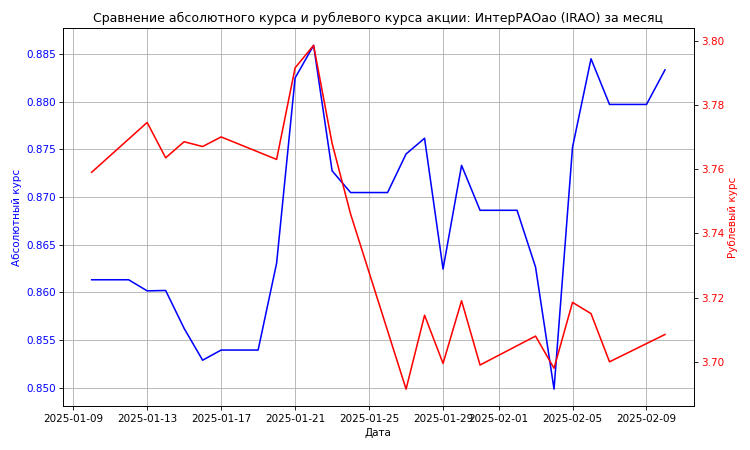 Сравнение абсолютного курса и рублевого курса акции: ИнтерРАОао (IRAO) за месяц
0.885
0.880
0.875
0.870
0.865
0.860
0.855
0.850
Абсолютный курс
3.80
3.78
3.76
3.74
3.72
3.70
Рублевый курс
2025-01-09 2025-01-13 2025-01-17 2025-01-21 2025-01-25 2025-01-29 2025-02-01 2025-02-05 2025-02-09
Дата